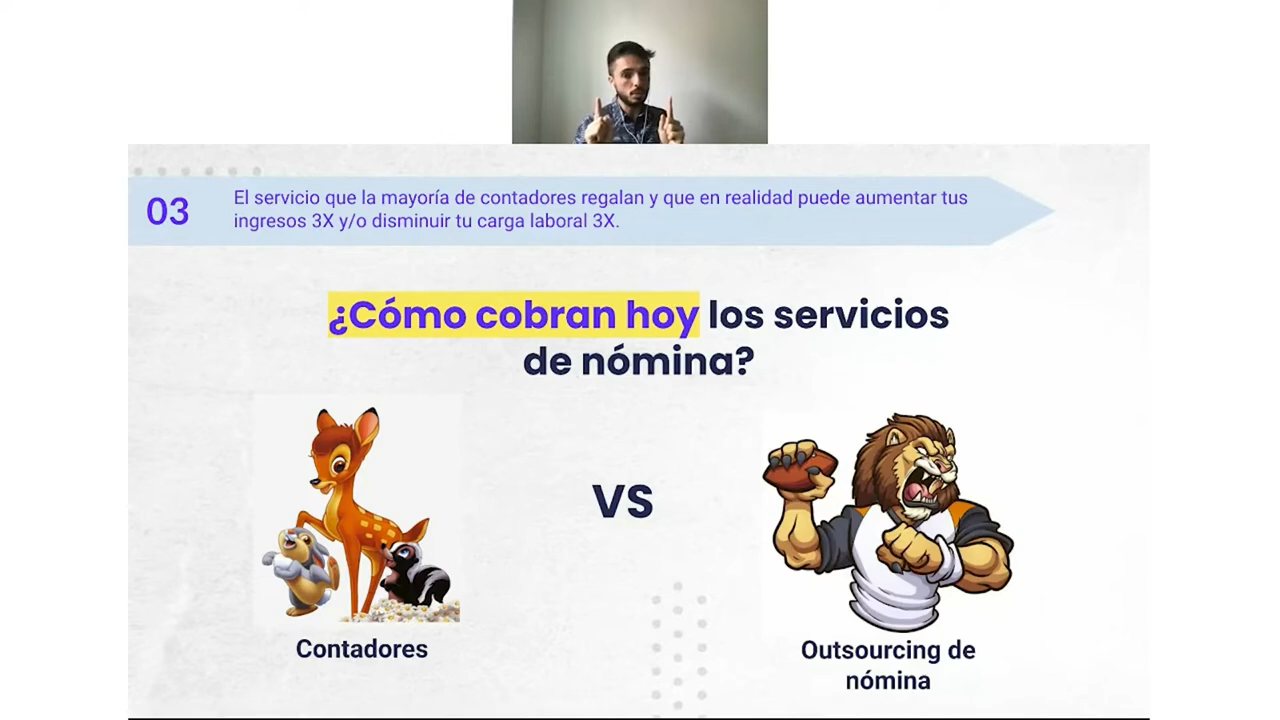 03
El servicio que la mayoría de contadores regalan y que en realidad puede aumentar tus
ingresos 3X y/o disminuir tu carga laboral 3X.
¿Cómo cobran hoy los servicios
de nómina?
VS
Contadores
Outsourcing de
nómina